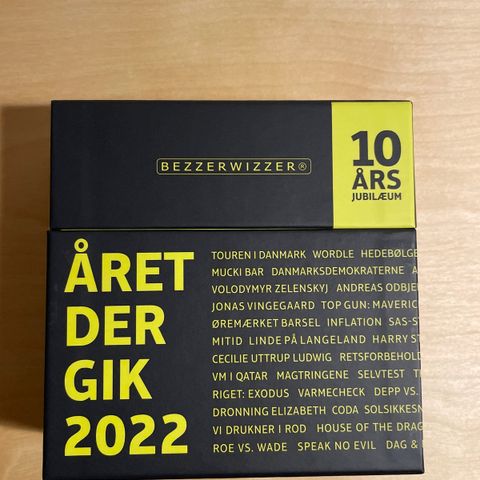 BEZZERWIZZER®
10
ÅRS
JUBILÆUM
ÅRET
DER
GIK
2022
TOUREN I DANMARK WORDLE HEDEBØLGE
MUCKI BAR DANMARKSDEMOKRATERNE
VOLODYMYR ZELENSKYJ ANDREAS ODBJE
JONAS VINGEGAARD TOP GUN: MAVERIC
ØREMÆRKET BARSEL INFLATION SAS-S
MITID LINDE PÅ LANGELAND HARRY S
CECILIE UTTRUP LUDWIG RETSFORBEHOLD
VM I QATAR MAGTRINGENE SELVTEST T
RIGET: EXODUS VARMECHECK DEPP VS.
DRONNING ELIZABETH CODA SOLSIKKESN
VI DRUKNER I ROD HOUSE OF THE DRAG
ROE VS. WADE SPEAK NO EVIL DAG &